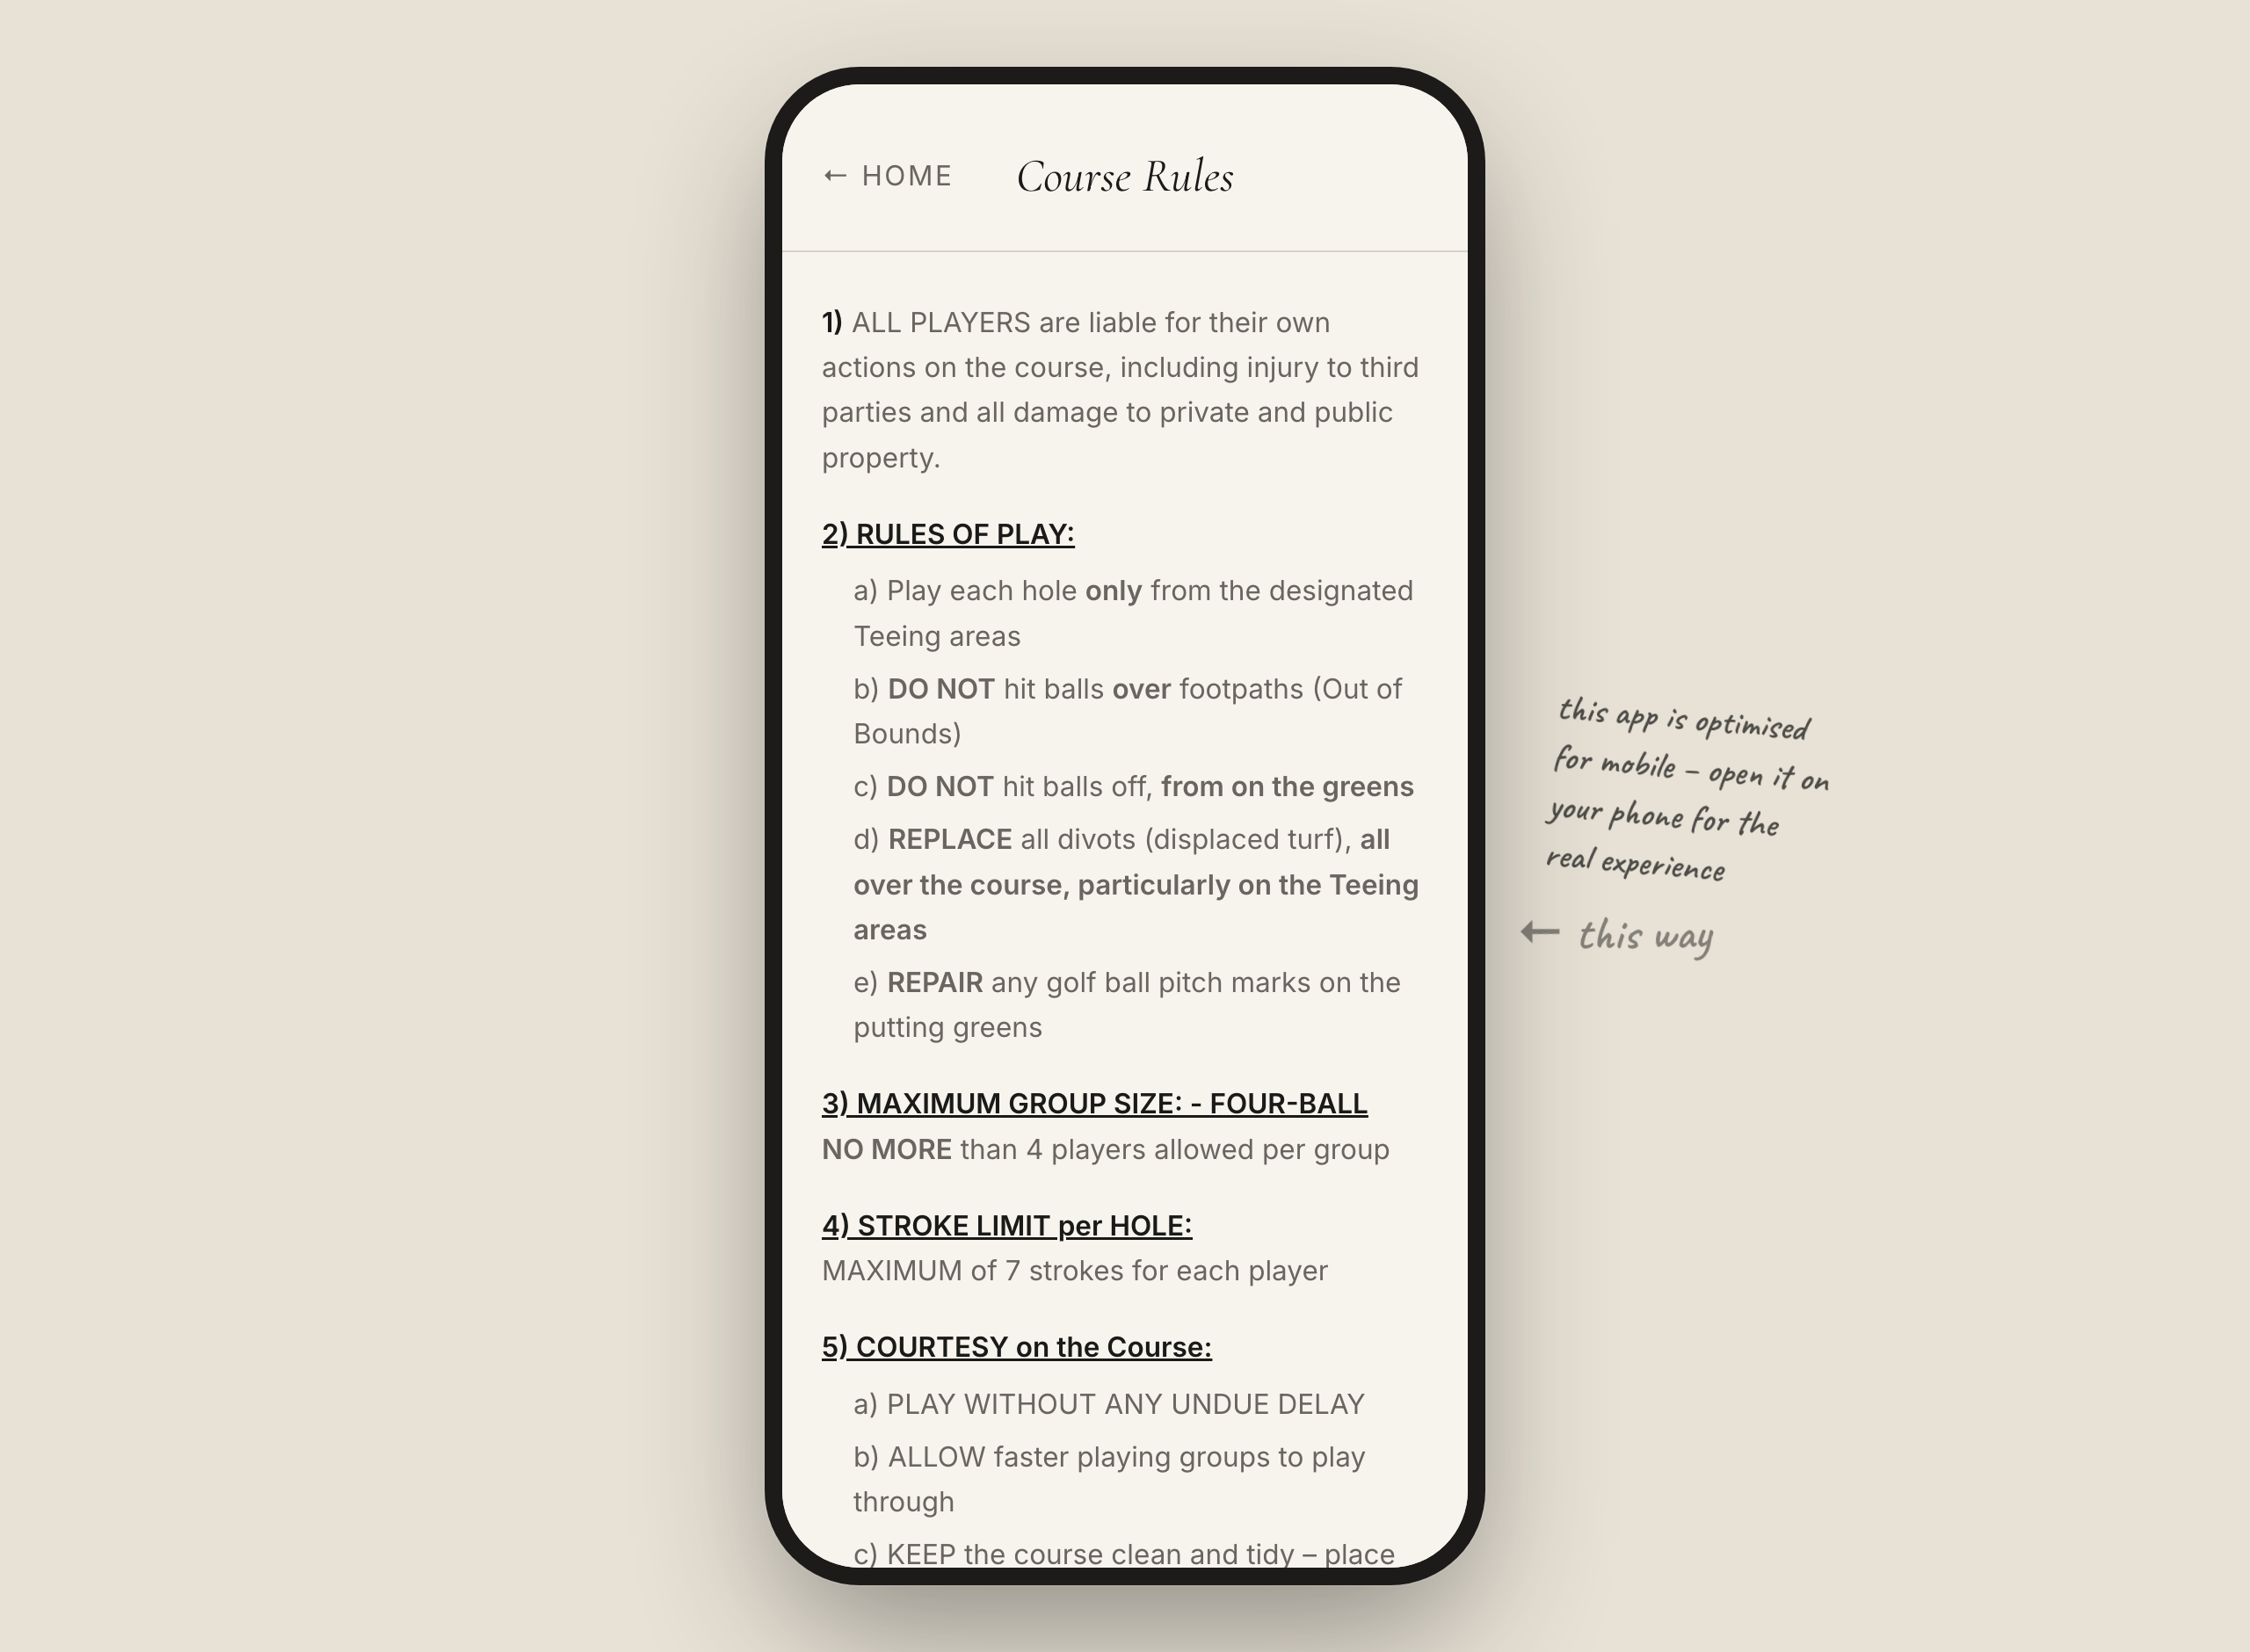 ← HOME
Course Rules
1) ALL PLAYERS are liable for their own
actions on the course, including injury to third
parties and all damage to private and public
property.
2) RULES OF PLAY:
a) Play each hole only from the designated
Teeing areas
b) DO NOT hit balls over footpaths (Out of
Bounds)
c) DO NOT hit balls off, from on the greens
d) REPLACE all divots (displaced turf), all
over the course, particularly on the Teeing
areas
e) REPAIR any golf ball pitch marks on the
putting greens
3) MAXIMUM GROUP SIZE: - FOUR-BALL
NO MORE than 4 players allowed per group
4) STROKE LIMIT per HOLE:
MAXIMUM of 7 strokes for each player
5) COURTESY on the Course:
a) PLAY WITHOUT ANY UNDUE DELAY
b) ALLOW faster playing groups to play
through
c) KEEP the course clean and tidy – place
this app is optimised
for mobile – open it on
your phone for the
real experience
← this way